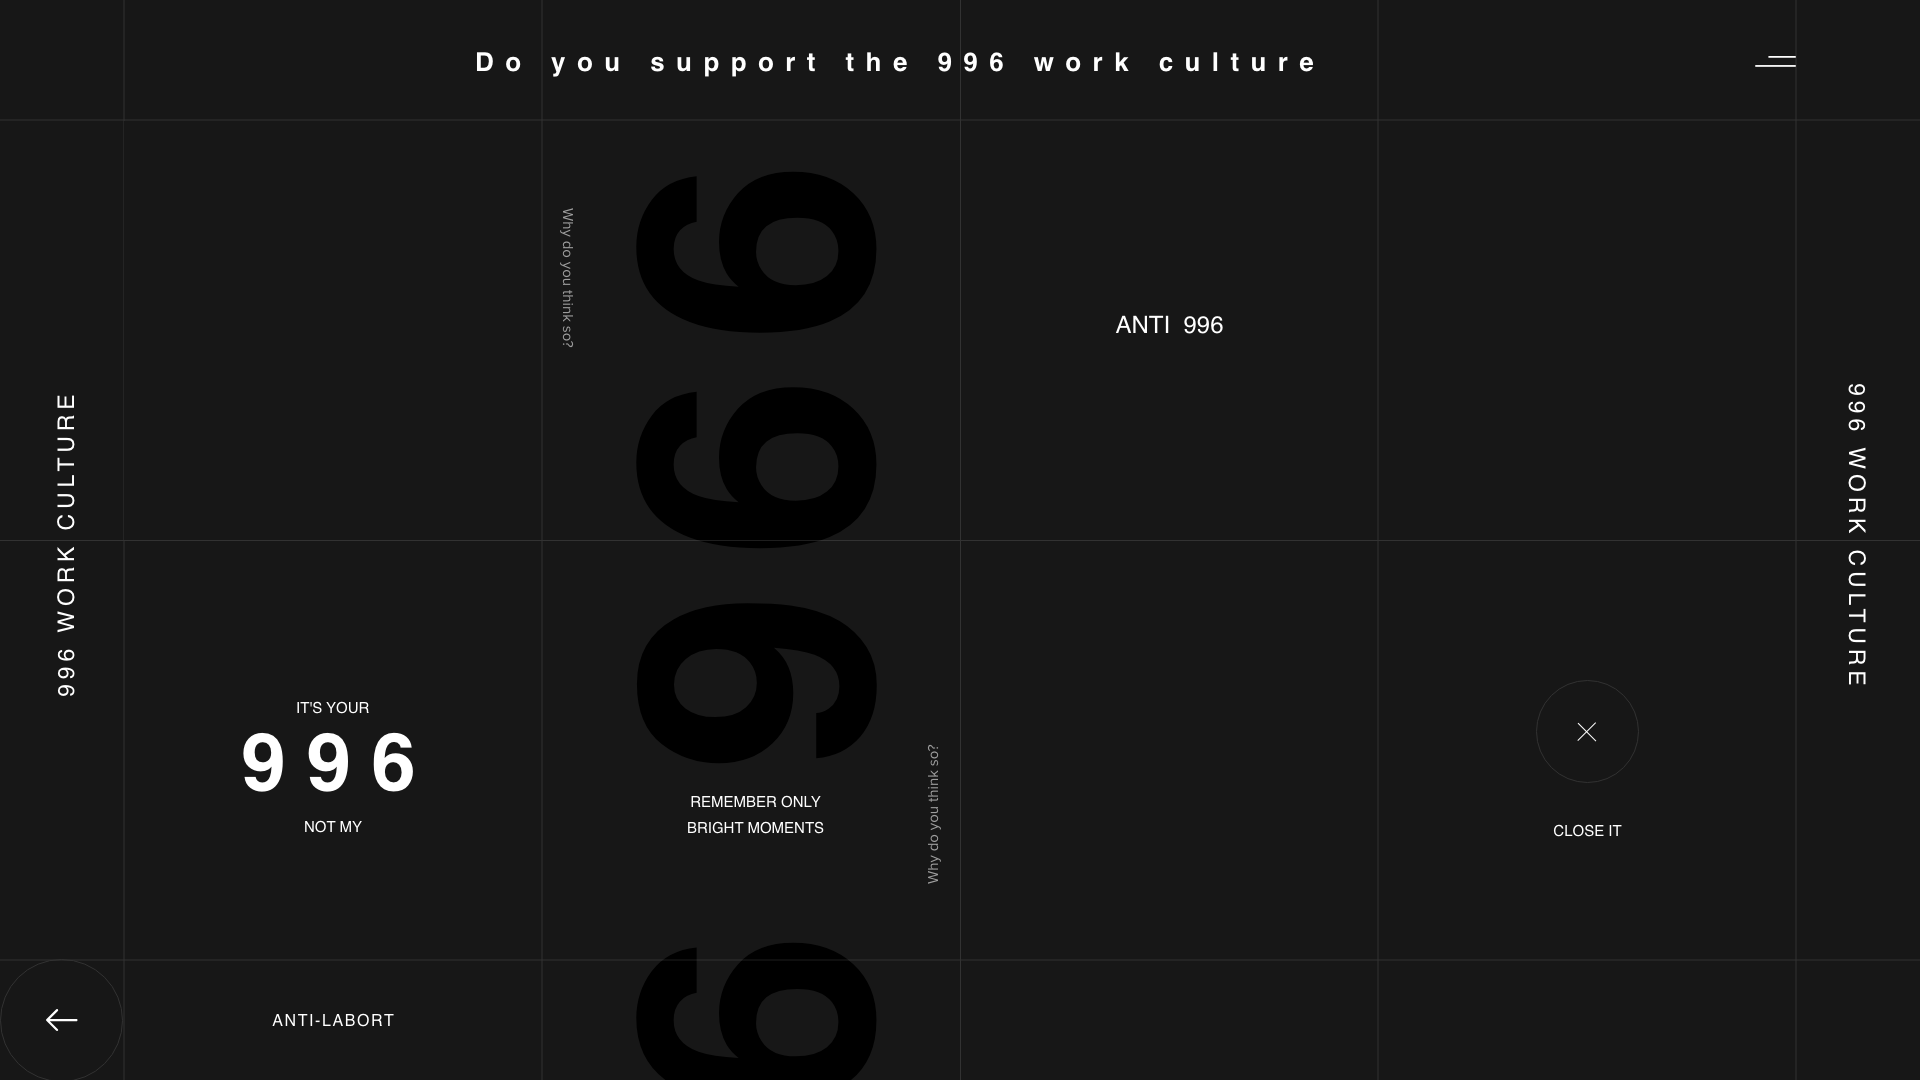 Do you support the 996 work culture
Why do you think so?
996
ANTI 996
996 WORK CULTURE
996 WORK CULTURE
IT'S YOUR
996
NOT MY
REMEMBER ONLY
BRIGHT MOMENTS
Why do you think so?
CLOSE IT
ANTI-LABORT
9